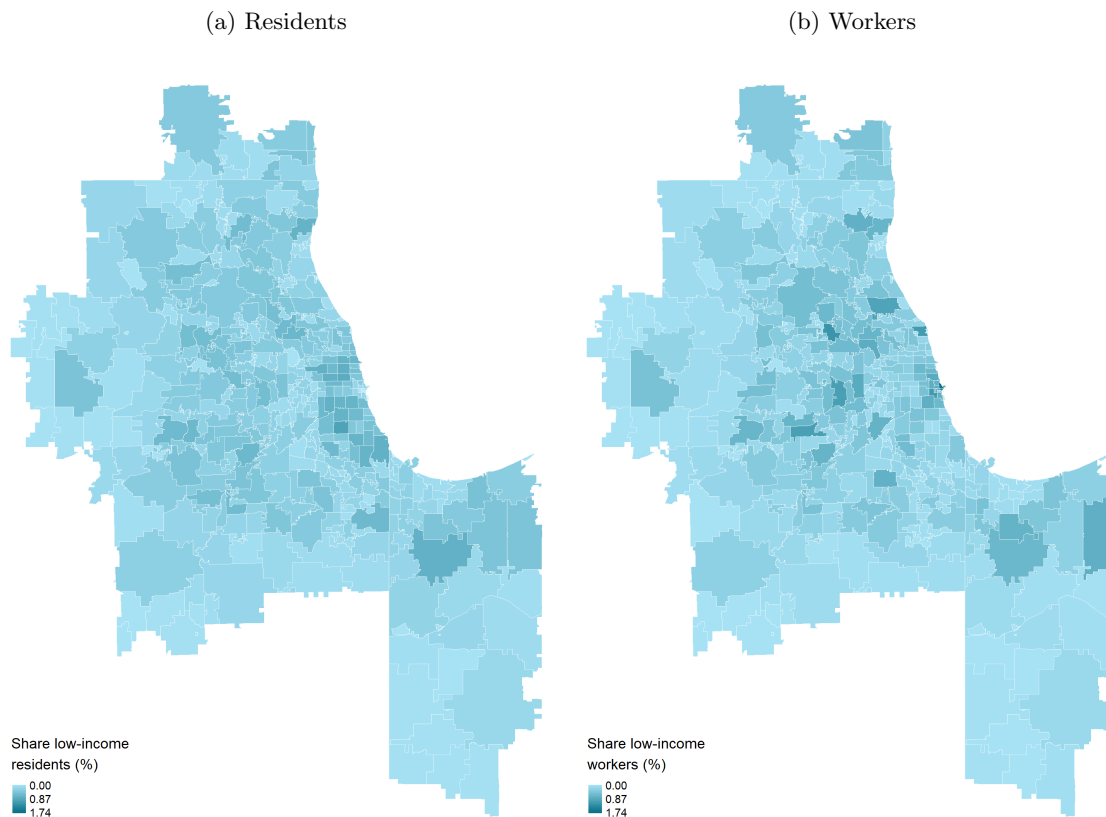 (a) Residents
(b) Workers
Share low-income
residents (%)
0.00
0.87
1.74
Share low-income
workers (%)
0.00
0.87
1.74